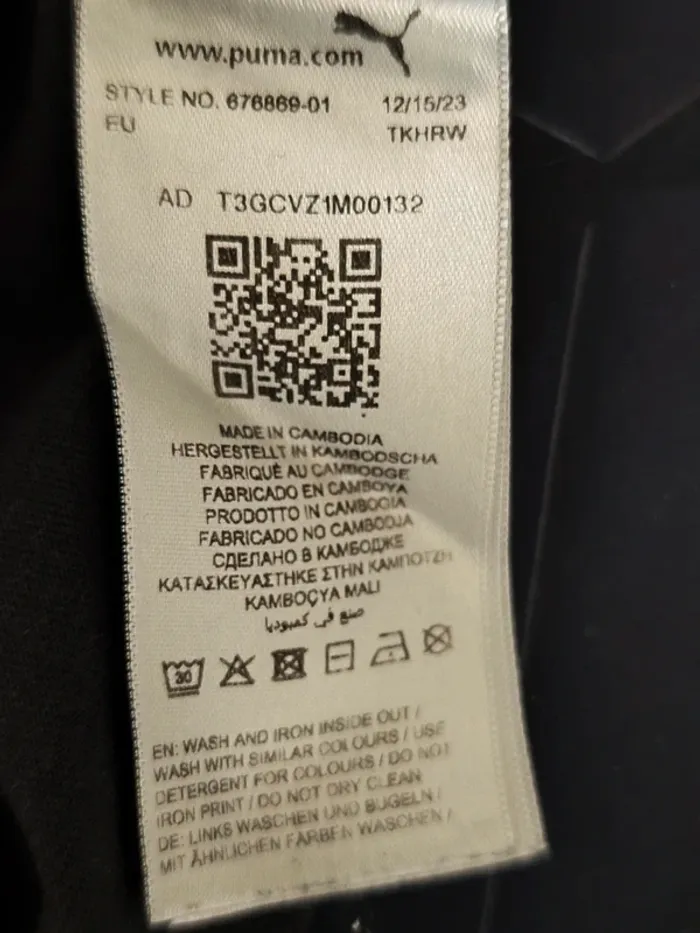 www.puma.com
STYLE NO. 676869-01 12/15/23
EU TKHRW
AD T3GCVZ1M00132
MADE IN CAMBODIA
HERGESTELLT IN KAMBODSCHA
FABRIQUÉ AU CAMBODGE
FABRICADO EN CAMBOYA
PRODOTTO IN CAMBOGIA
FABRICADO NO CAMBODJA
СДЕЛАНО В КАМБОДЖЕ
ΚΑΤΑΣΚΕΥΑΣΤΗΚΕ ΣΤΗΝ ΚΑΜΠΟΤΖΗ
KAMBOÇYA MALI
صنع في كمبوديا
30
EN: WASH AND IRON INSIDE OUT /
WASH WITH SIMILAR COLOURS / USE
DETERGENT FOR COLOURS / DO NOT
IRON PRINT / DO NOT DRY CLEAN
DE: LINKS WASCHEN UND BÜGELN /
MIT ÄHNLICHEN FARBEN WASCHEN /